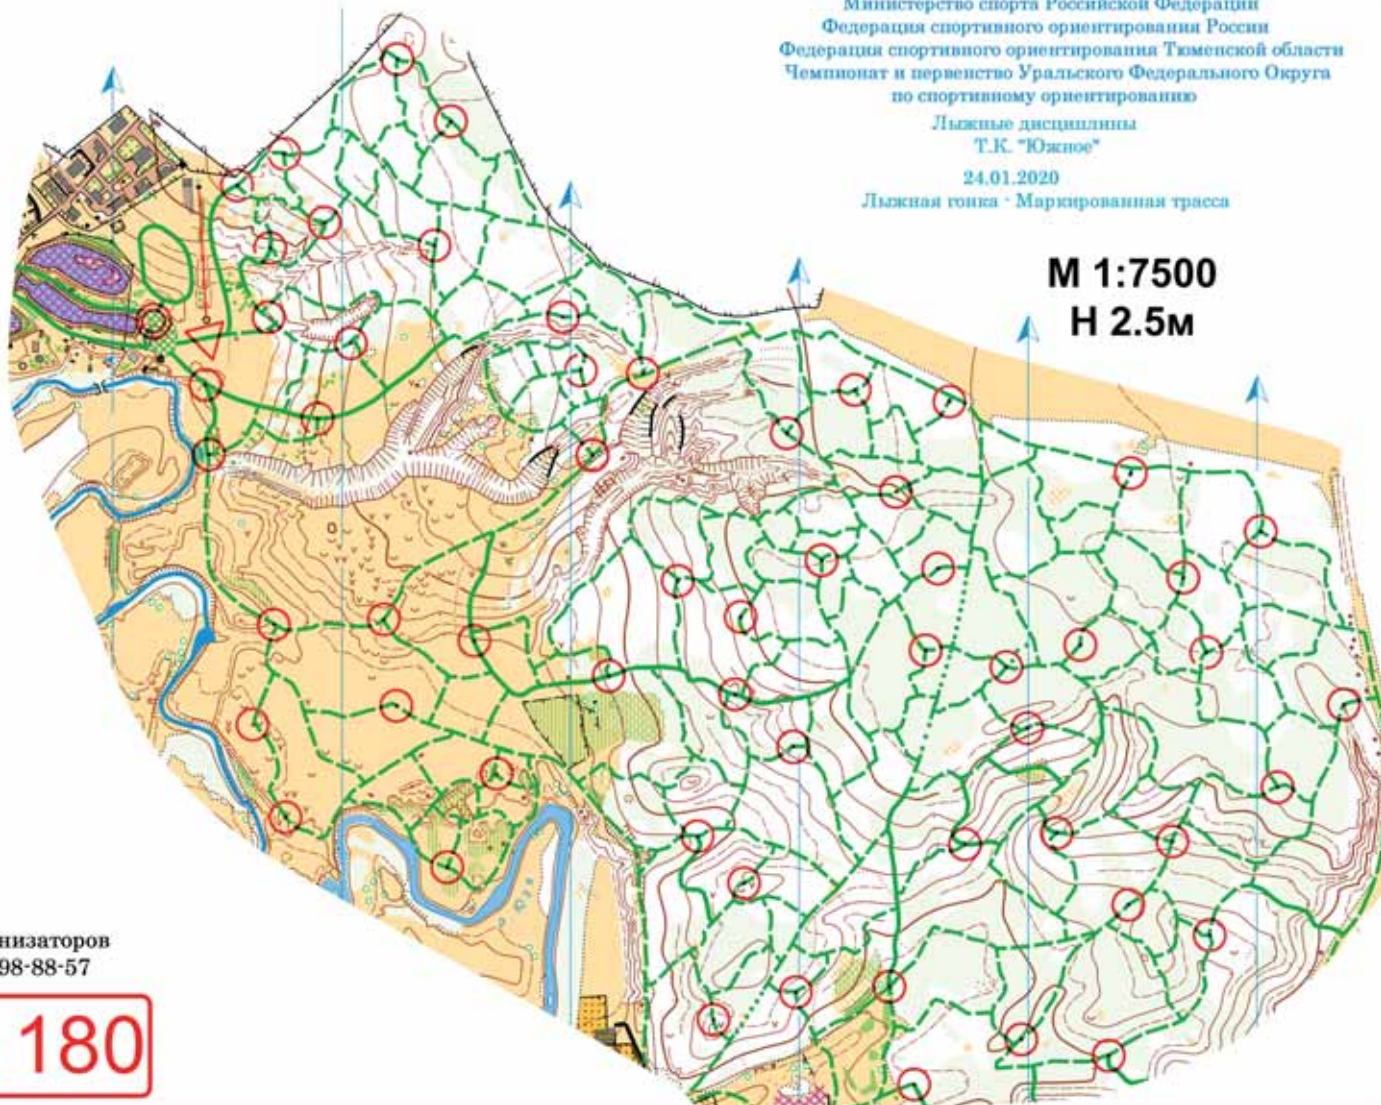 Министерство спорта Российской Федерации
Федерация спортивного ориентирования России
Федерация спортивного ориентирования Тюменской области
Чемпионат и первенство Уральского Федерального Округа
по спортивному ориентированию
Лыжные дисциплины
Т.К. "Южное"
24.01.2020
Лыжная гонка - Маркированная трасса
М 1:7500
Н 2.5м
низаторов
98-88-57
180